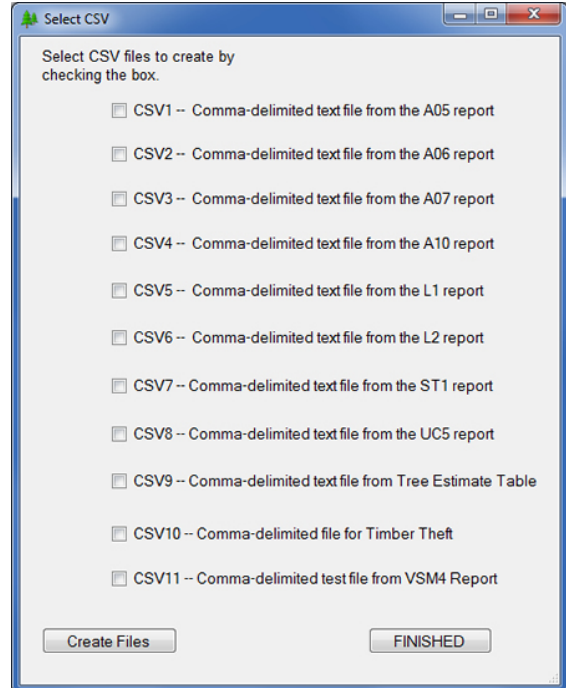 Select CSV
Select CSV files to create by
checking the box.
CSV1 -- Comma-delimited text file from the A05 report
CSV2 -- Comma-delimited text file from the A06 report
CSV3 -- Comma-delimited text file from the A07 report
CSV4 -- Comma-delimited text file from the A10 report
CSV5 -- Comma-delimited text file from the L1 report
CSV6 -- Comma-delimited text file from the L2 report
CSV7 -- Comma-delimited text file from the ST1 report
CSV8 -- Comma-delimited text file from the UC5 report
CSV9 -- Comma-delimited text file from Tree Estimate Table
CSV10 -- Comma-delimited file for Timber Theft
CSV11 -- Comma-delimited test file from VSM4 Report
Create Files FINISHED